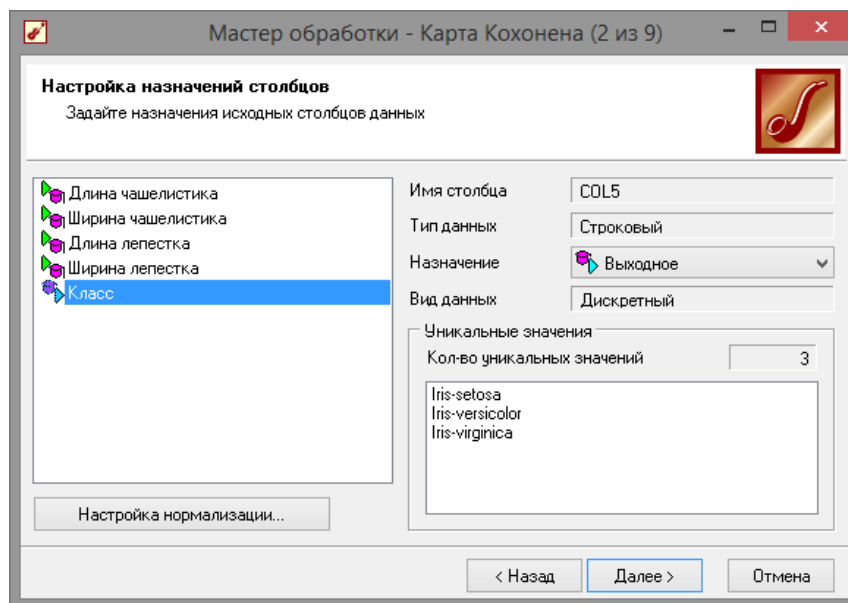 Мастер обработки - Карта Кохонена (2 из 9)
Настройка назначений столбцов
Задайте назначения исходных столбцов данных
Длина чашелистика
Ширина чашелистика
Длина лепестка
Ширина лепестка
Класс
Настройка нормализации...
Имя столбца COL5
Тип данных Строковый
Назначение Выходное
Вид данных Дискретный
Уникальные значения
Кол-во уникальных значений 3
Iris-setosa
Iris-versicolor
Iris-virginica
< Назад Далее > Отмена